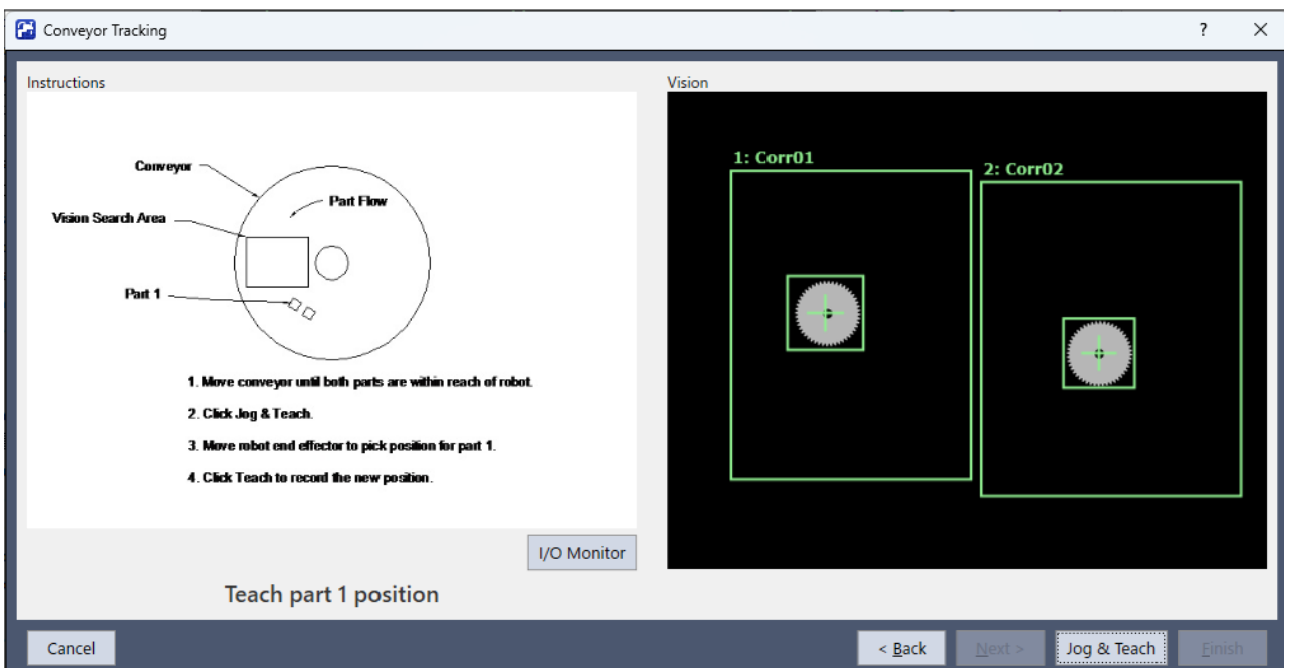 Conveyor Tracking
?
Instructions
Vision
Conveyor
Part Flow
Vision Search Area
Part 1
1. Move conveyor until both parts are within reach of robot.
2. Click Jog & Teach.
3. Move robot end effector to pick position for part 1.
4. Click Teach to record the new position.
1: Corr01
2: Corr02
I/O Monitor
Teach part 1 position
Cancel
< Back
Next >
Jog & Teach
Finish